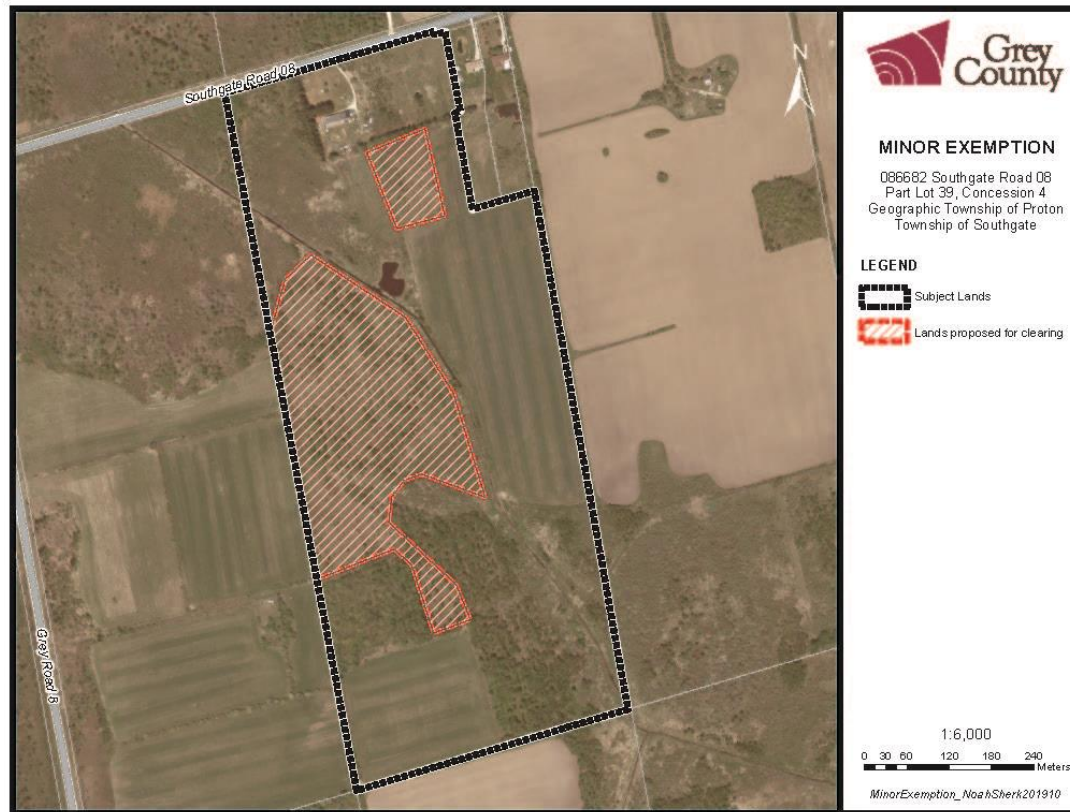 Southgate Road 08
Grey Road 8
N
Grey
County
MINOR EXEMPTION
086682 Southgate Road 08
Part Lot 39, Concession 4
Geographic Township of Proton
Township of Southgate
LEGEND
Subject Lands
Lands proposed for clearing
1:6,000
0 30 60 120 180 240
Meters
MinorExemption_NoahSherk201910